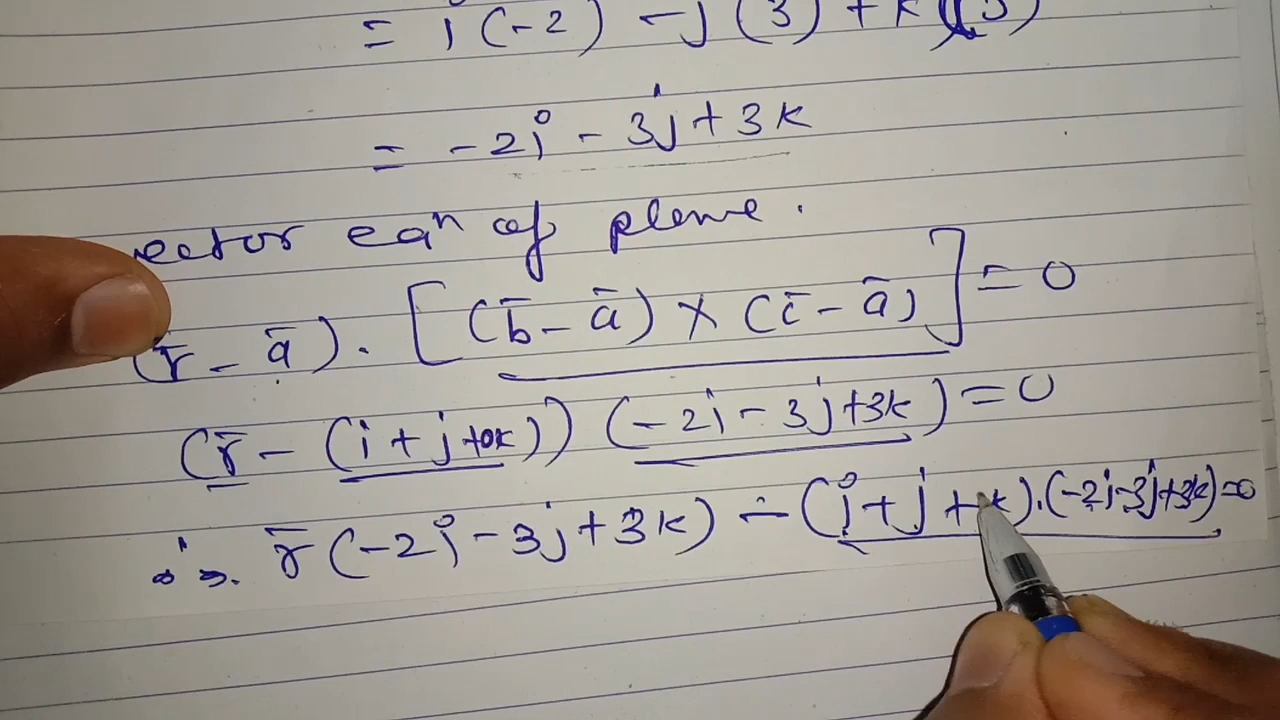 = i(-2) - j(3) + k(3)
= -2i - 3j + 3k
vector eqⁿ of plane.
(r̄ - ā). [(b̄ - ā) × (c̄ - ā)] = 0
(r̄ - (i + j + 0k)) (-2i - 3j + 3k) = 0
∴ r̄ (-2i - 3j + 3k) - (i + j + k).(-2i - 3j + 3k) = 0